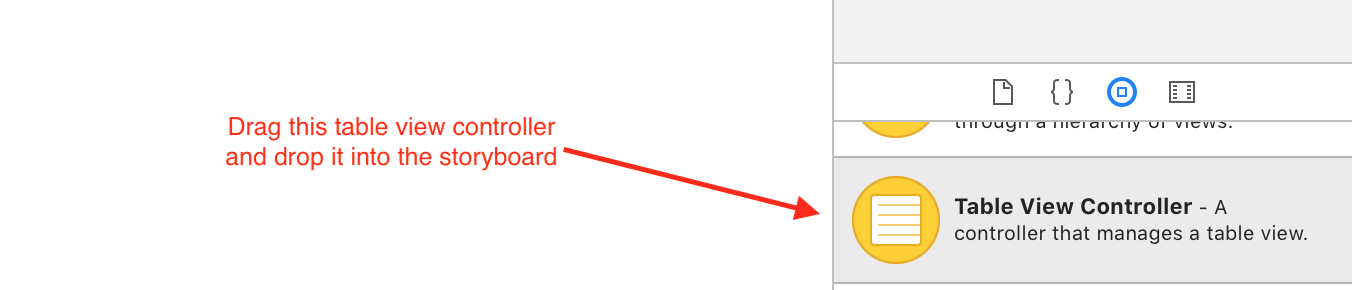 Drag this table view controller
and drop it into the storyboard
through a hierarchy of views.
Table View Controller - A
controller that manages a table view.